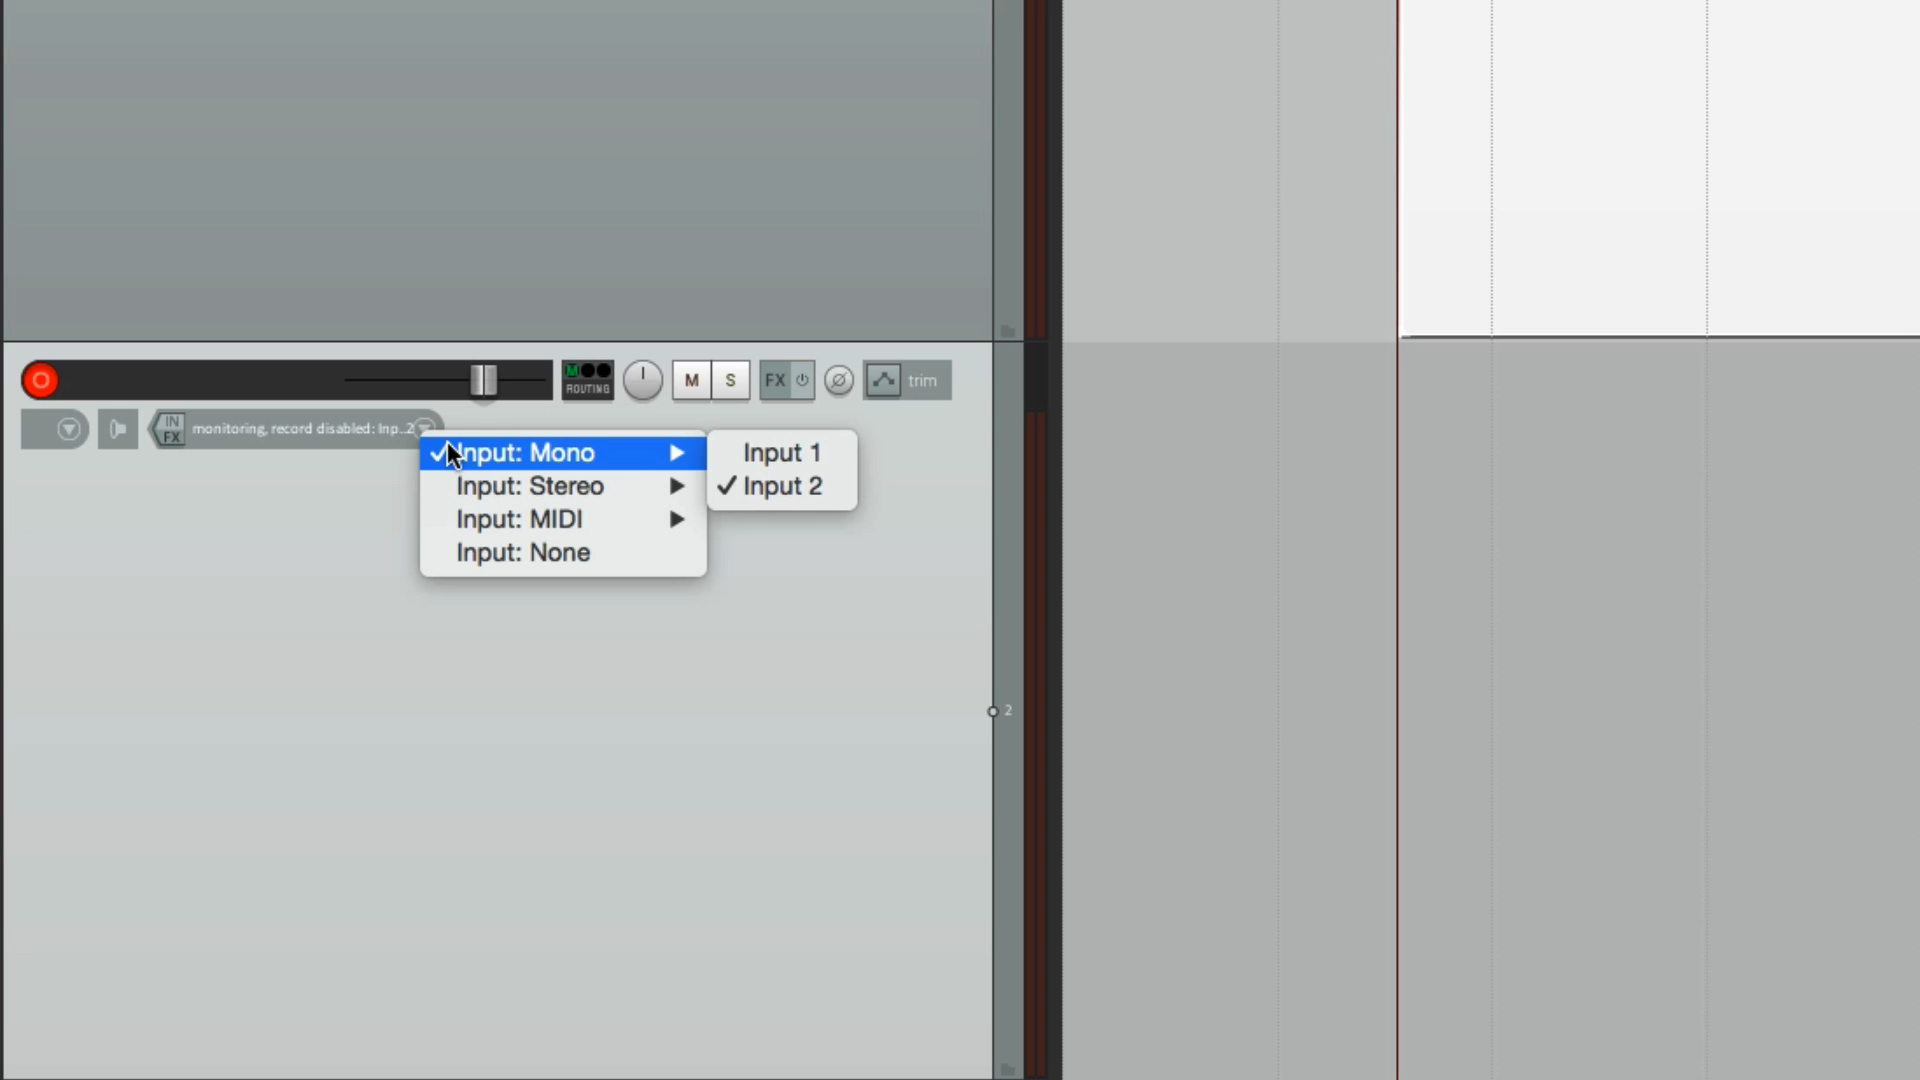 M
ROUTING
M
S
FX
trim
IN
FX
monitoring, record disabled: Inp..2
Input: Mono
Input 1
Input: Stereo
Input 2
Input: MIDI
Input: None
2